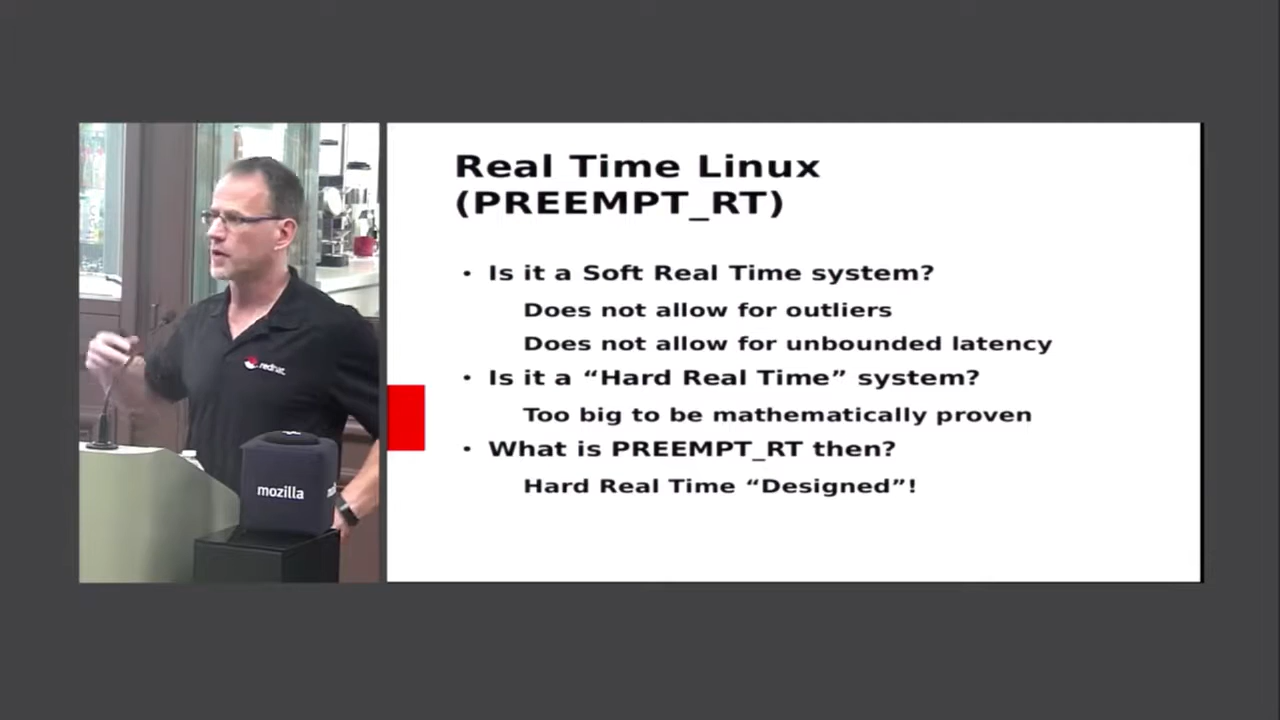 Real Time Linux
(PREEMPT_RT)
• Is it a Soft Real Time system?
Does not allow for outliers
Does not allow for unbounded latency
• Is it a “Hard Real Time” system?
Too big to be mathematically proven
• What is PREEMPT_RT then?
Hard Real Time “Designed”!
redhat.
mozilla